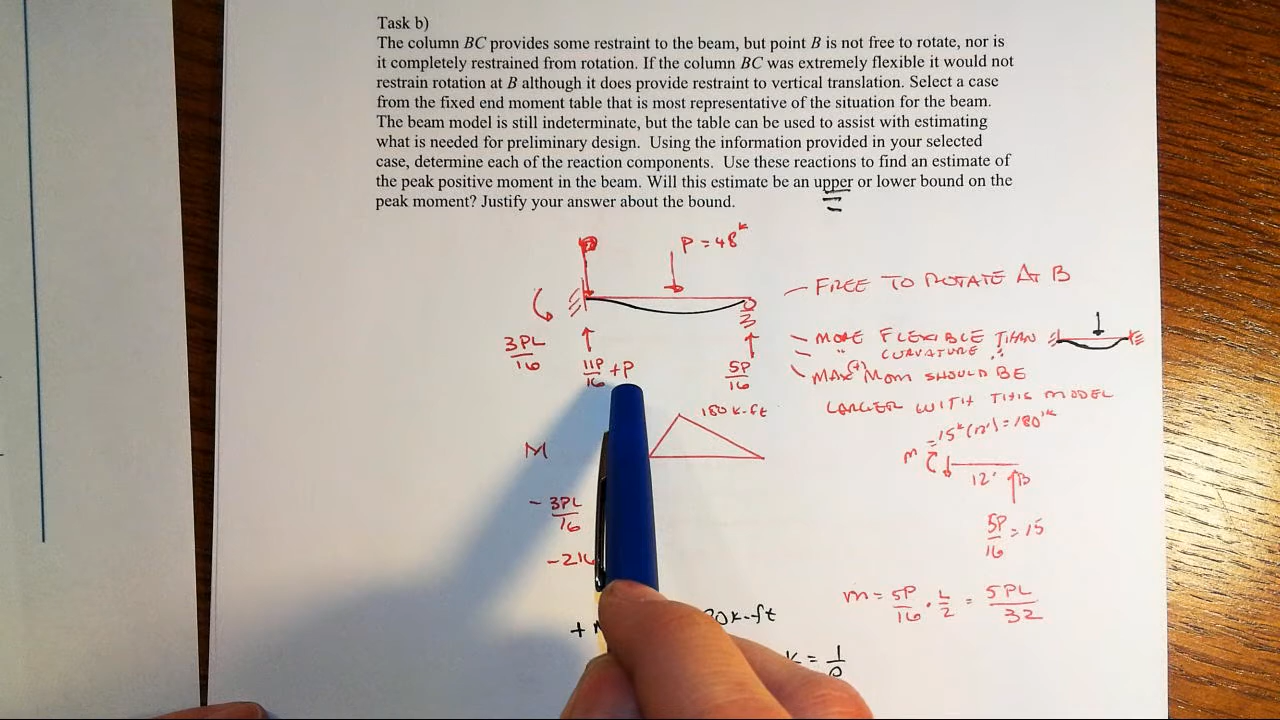 Task b)
The column BC provides some restraint to the beam, but point B is not free to rotate, nor is
it completely restrained from rotation. If the column BC was extremely flexible it would not
restrain rotation at B although it does provide restraint to vertical translation. Select a case
from the fixed end moment table that is most representative of the situation for the beam.
The beam model is still indeterminate, but the table can be used to assist with estimating
what is needed for preliminary design.  Using the information provided in your selected
case, determine each of the reaction components.  Use these reactions to find an estimate of
the peak positive moment in the beam. Will this estimate be an upper or lower bound on the
peak moment? Justify your answer about the bound.
P
P = 48ᵏ
- FREE TO ROTATE AT B
- MORE FLEXIBLE THAN
- " CURVATURE "
- MAX (+) MOM SHOULD BE
LARGER WITH THIS MODEL
3PL
16
11P
16 + P
5P
16
180 k-ft
M
= 15ᵏ(12') = 180'ᵏ
M
12' B
5P
16 = 15
- 3PL
16
-216
M = 5P/16 · L/2 = 5PL/32
+ k-ft
= 1